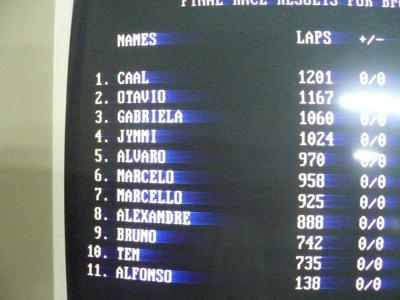 FINAL RACE RESULTS FOR
NAMES LAPS +/-
1. CAAL 1201 0/0
2. OTAVIO 1167
3. GABRIELA 1060 0/0
4. JYMMI 1024 0/0
5. ALVARO 970 0/0
6. MARCELO 958 0/0
7. MARCELLO 925 0/0
8. ALEXANDRE 888 0/0
9. BRUNO 742 0/0
10. TEM 735 0/0
11. ALFONSO 138 0/0